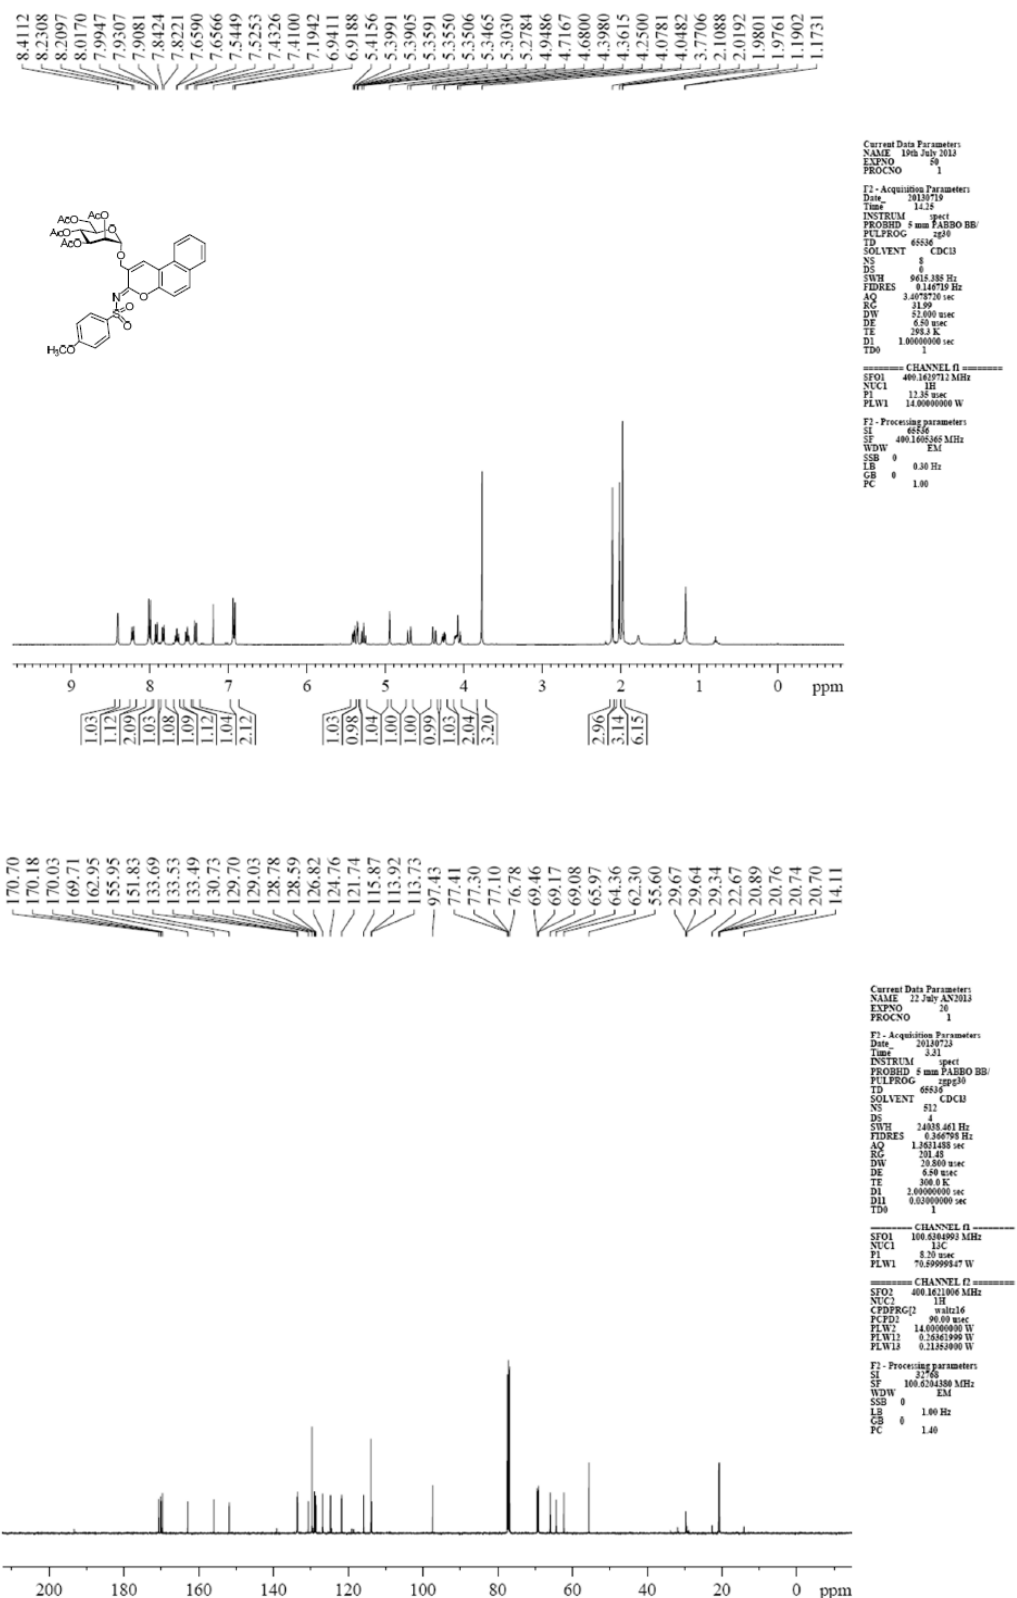 8.4112
8.2308
8.2097
8.0170
7.9947
7.9307
7.9081
7.8424
7.8221
7.6590
7.6566
7.5449
7.5253
7.4326
7.4100
7.1942
6.9411
6.9188
5.4156
5.3991
5.3905
5.3591
5.3550
5.3506
5.3465
5.3030
5.2784
4.9486
4.7167
4.6800
4.3980
4.3615
4.2500
4.0781
4.0482
3.7706
2.1088
2.0192
1.9801
1.9761
1.1902
1.1731
Current Data Parameters
NAME 19th July 2013
EXPNO 50
PROCNO 1
F2 - Acquisition Parameters
Date_ 20130719
Time 14.25
INSTRUM spect
PROBHD 5 mm PABBO BB/
PULPROG zg30
TD 65536
SOLVENT CDCl3
NS 8
DS 0
SWH 9615.385 Hz
FIDRES 0.146719 Hz
AQ 3.4078720 sec
RG 31.99
DW 52.000 usec
DE 6.50 usec
TE 298.3 K
D1 1.00000000 sec
TD0 1
======== CHANNEL f1 ========
SFO1 400.1629712 MHz
NUC1 1H
P1 12.35 usec
PLW1 14.00000000 W
F2 - Processing parameters
SI 65536
SF 400.1605365 MHz
WDW EM
SSB 0
LB 0.30 Hz
GB 0
PC 1.00
AcO AcO
O
AcO
AcO
O
N O
S O
O
H3CO
9 8 7 6 5 4 3 2 1 0 ppm
1.03
1.12
2.09
1.03
1.08
1.09
1.12
1.04
2.12
1.03
0.98
1.04
1.00
1.00
0.99
1.03
2.04
3.20
2.96
3.14
6.15
170.70
170.18
170.03
169.71
162.95
155.95
151.83
133.69
133.53
133.49
130.73
129.70
129.03
128.78
128.59
126.82
124.76
121.74
115.87
113.92
113.73
97.43
77.41
77.30
77.10
76.78
69.46
69.17
69.08
65.97
64.36
62.30
55.60
29.67
29.64
29.34
22.67
20.89
20.76
20.74
20.70
14.11
Current Data Parameters
NAME 22 July AN2013
EXPNO 20
PROCNO 1
F2 - Acquisition Parameters
Date_ 20130723
Time 3.31
INSTRUM spect
PROBHD 5 mm PABBO BB/
PULPROG zgpg30
TD 65536
SOLVENT CDCl3
NS 512
DS 4
SWH 24038.461 Hz
FIDRES 0.366798 Hz
AQ 1.3631488 sec
RG 201.48
DW 20.800 usec
DE 6.50 usec
TE 300.0 K
D1 2.00000000 sec
D11 0.03000000 sec
TD0 1
======== CHANNEL f1 ========
SFO1 100.6304993 MHz
NUC1 13C
P1 8.20 usec
PLW1 70.59999847 W
======== CHANNEL f2 ========
SFO2 400.1621006 MHz
NUC2 1H
CPDPRG[2 waltz16
PCPD2 90.00 usec
PLW2 14.00000000 W
PLW12 0.26361999 W
PLW13 0.21353000 W
F2 - Processing parameters
SI 32768
SF 100.6204380 MHz
WDW EM
SSB 0
LB 1.00 Hz
GB 0
PC 1.40
200 180 160 140 120 100 80 60 40 20 0 ppm